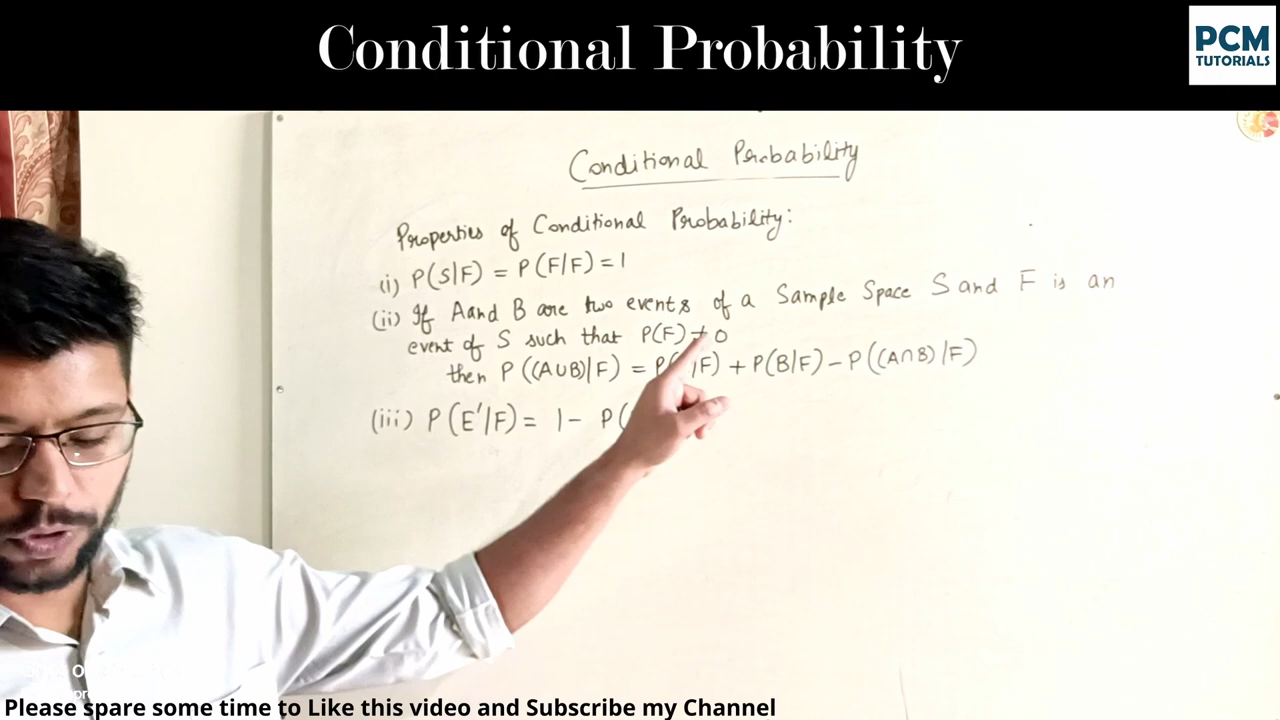 Conditional Probability
PCM
TUTORIALS
Conditional Probability
Properties of Conditional Probability:
(i) P(S|F) = P(F/F) = 1
(ii) If A and B are two events of a Sample Space S and F is an
event of S such that P(F) ≠ 0
then P((A∪B)|F) = P( |F) + P(B/F) - P((A∩B)|F)
(iii) P(E'/F) = 1 - P(
Please spare some time to Like this video and Subscribe my Channel